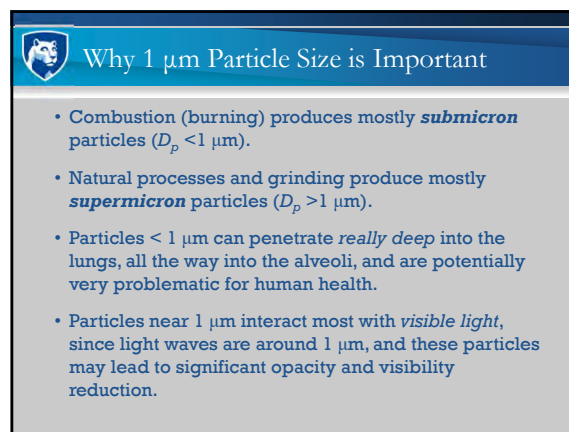 Why 1 μm Particle Size is Important
• Combustion (burning) produces mostly submicron
particles (Dp <1 μm).
• Natural processes and grinding produce mostly
supermicron particles (Dp >1 μm).
• Particles < 1 μm can penetrate really deep into the
lungs, all the way into the alveoli, and are potentially
very problematic for human health.
• Particles near 1 μm interact most with visible light,
since light waves are around 1 μm, and these particles
may lead to significant opacity and visibility
reduction.